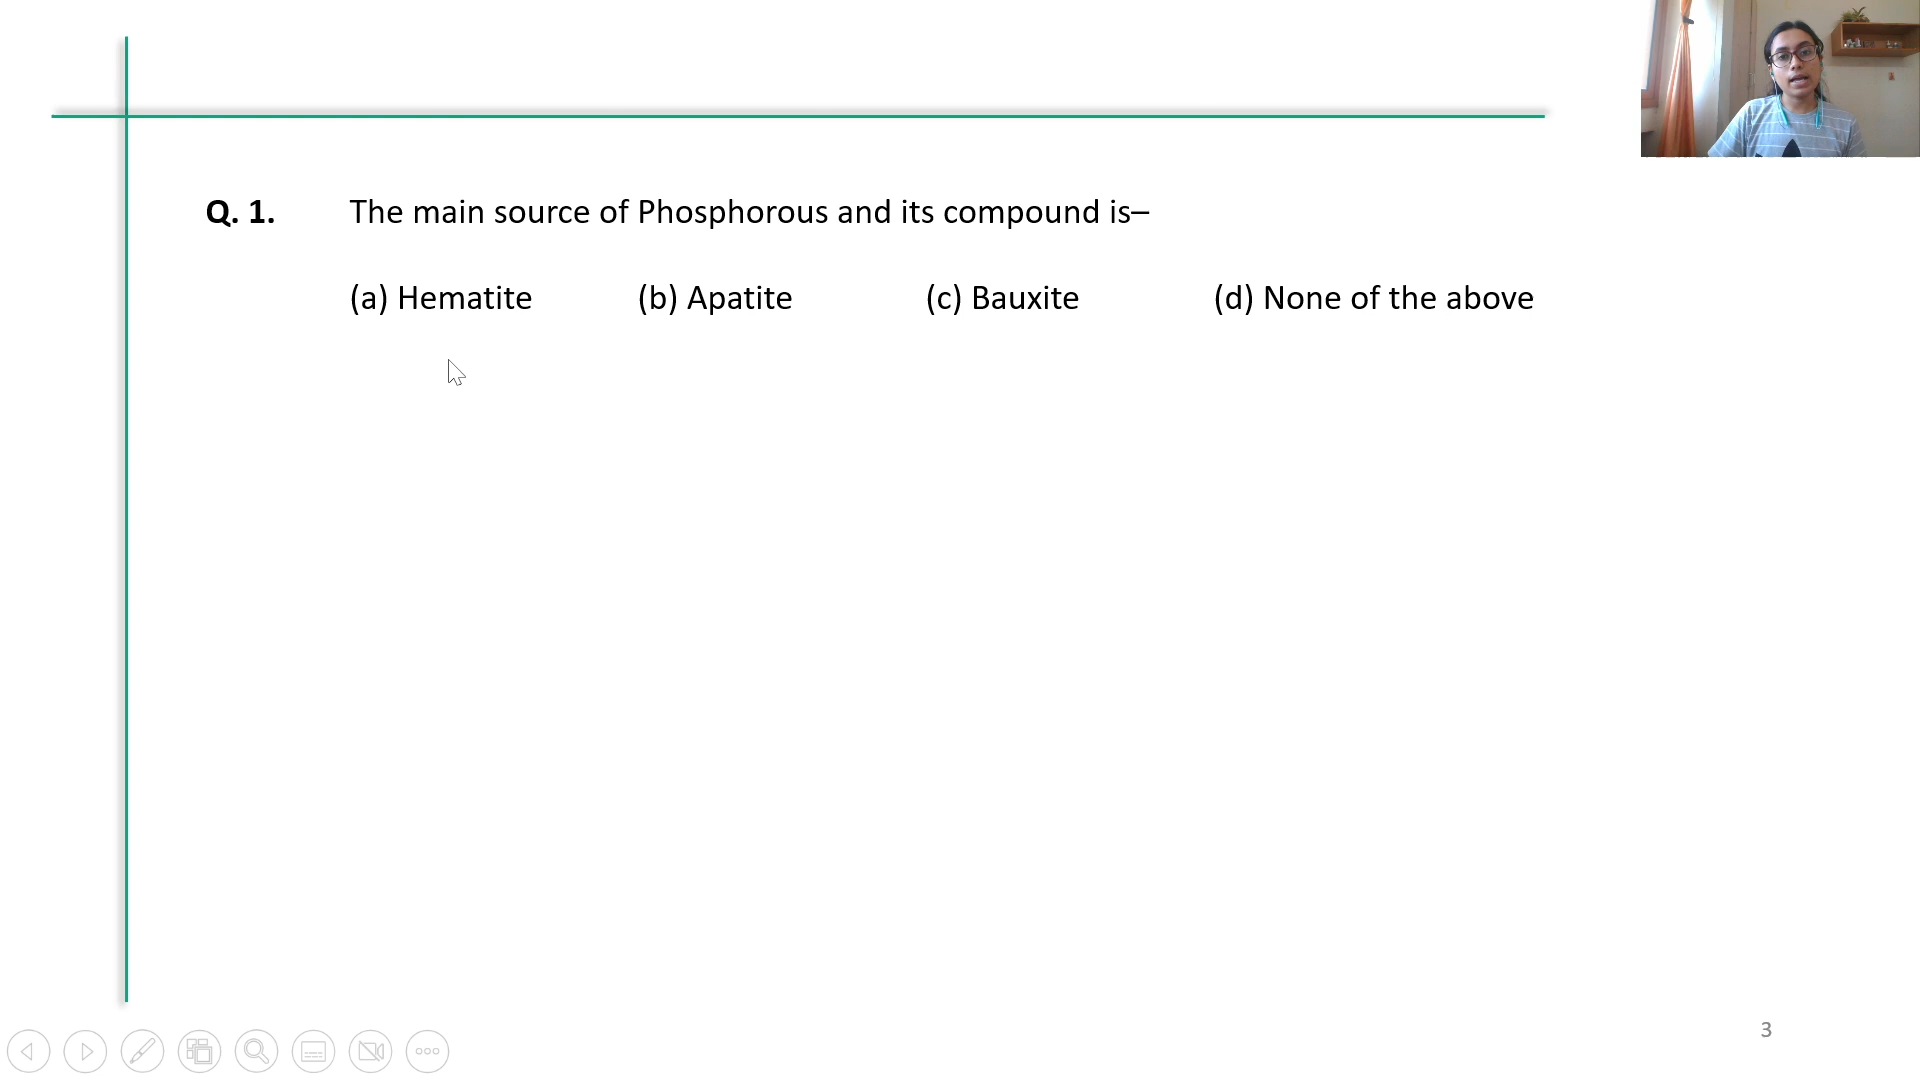 Q. 1. The main source of Phosphorous and its compound is–
(a) Hematite (b) Apatite (c) Bauxite (d) None of the above
3